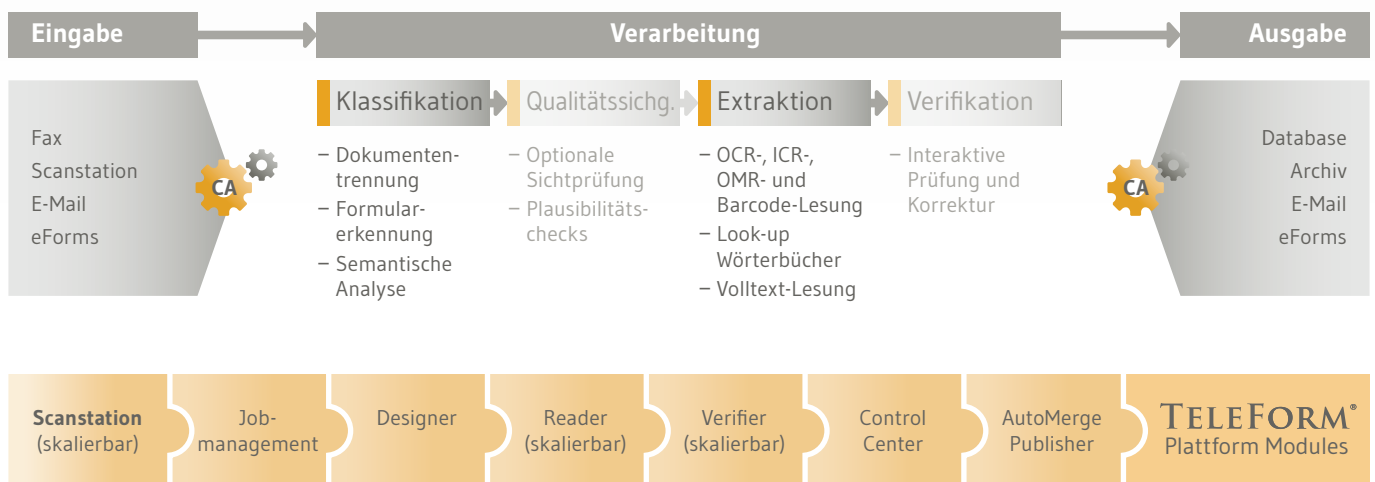 Eingabe
Verarbeitung
Ausgabe
Fax
Scanstation
E-Mail
eForms
CA
Klassifikation
– Dokumenten-
trennung
– Formular-
erkennung
– Semantische
Analyse
Qualitätssichg.
– Optionale
Sichtprüfung
– Plausibilitäts-
checks
Extraktion
– OCR-, ICR-,
OMR- und
Barcode-Lesung
– Look-up
Wörterbücher
– Volltext-Lesung
Verifikation
– Interaktive
Prüfung und
Korrektur
CA
Database
Archiv
E-Mail
eForms
Scanstation
(skalierbar)
Job-
management
Designer
Reader
(skalierbar)
Verifier
(skalierbar)
Control
Center
AutoMerge
Publisher
TELEFORM®
Plattform Modules